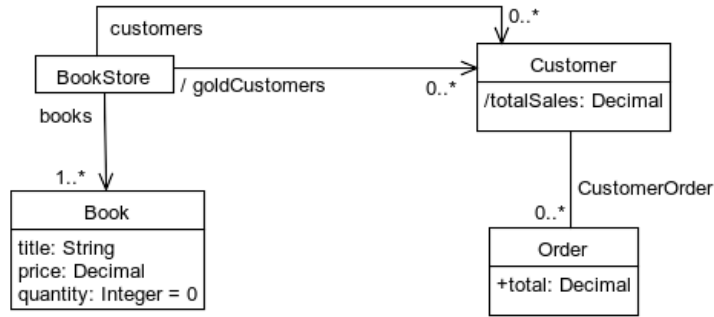 customers
0..*
BookStore
/ goldCustomers
0..*
Customer
/totalSales: Decimal
books
1..*
Book
title: String
price: Decimal
quantity: Integer = 0
CustomerOrder
0..*
Order
+total: Decimal